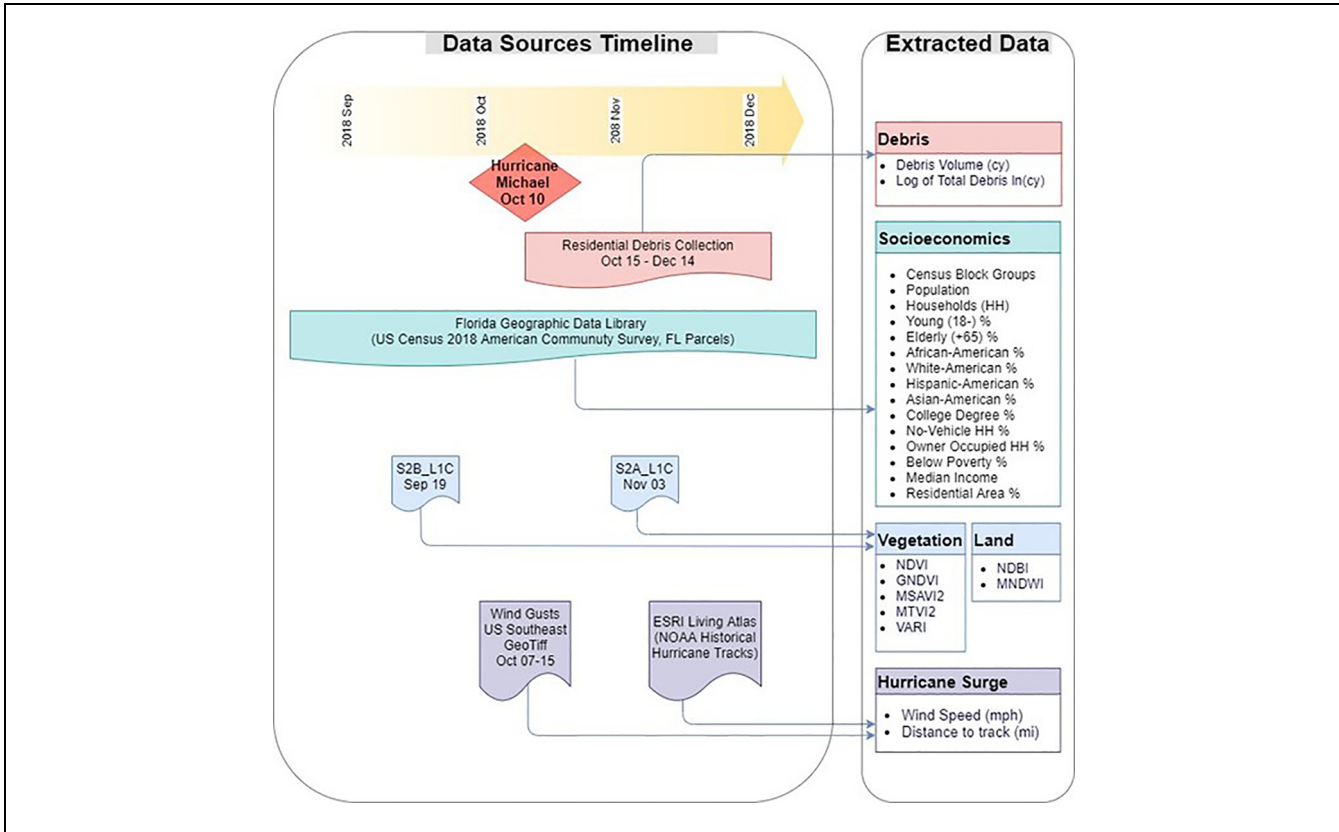 Data Sources Timeline
2018 Sep
2018 Oct
208 Nov
2018 Dec
Hurricane
Michael
Oct 10
Residential Debris Collection
Oct 15 - Dec 14
Florida Geographic Data Library
(US Census 2018 American Communuty Survey, FL Parcels)
S2B_L1C
Sep 19
S2A_L1C
Nov 03
Wind Gusts
US Southeast
GeoTiff
Oct 07-15
ESRI Living Atlas
(NOAA Historical
Hurricane Tracks)
Extracted Data
Debris
• Debris Volume (cy)
• Log of Total Debris ln(cy)
Socioeconomics
• Census Block Groups
• Population
• Households (HH)
• Young (18-) %
• Elderly (+65) %
• African-American %
• White-American %
• Hispanic-American %
• Asian-American %
• College Degree %
• No-Vehicle HH %
• Owner Occupied HH %
• Below Poverty %
• Median Income
• Residential Area %
Vegetation
• NDVI
• GNDVI
• MSAVI2
• MTVI2
• VARI
Land
• NDBI
• MNDWI
Hurricane Surge
• Wind Speed (mph)
• Distance to track (mi)